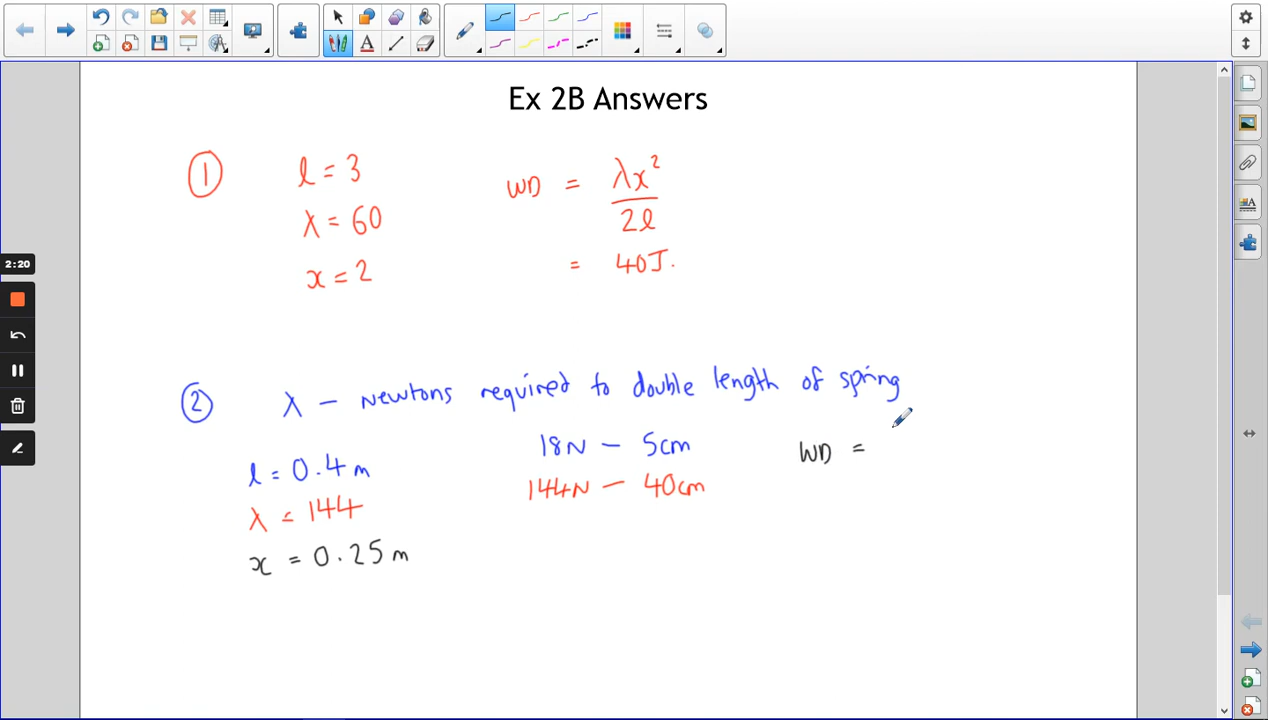 Ex 2B Answers
① l = 3
λ = 60
x = 2
WD = λx²/2l
= 40J.
2:20
② λ – newtons required to double length of spring
l = 0.4 m
λ = 144
x = 0.25 m
18N – 5cm
144N – 40cm
WD =